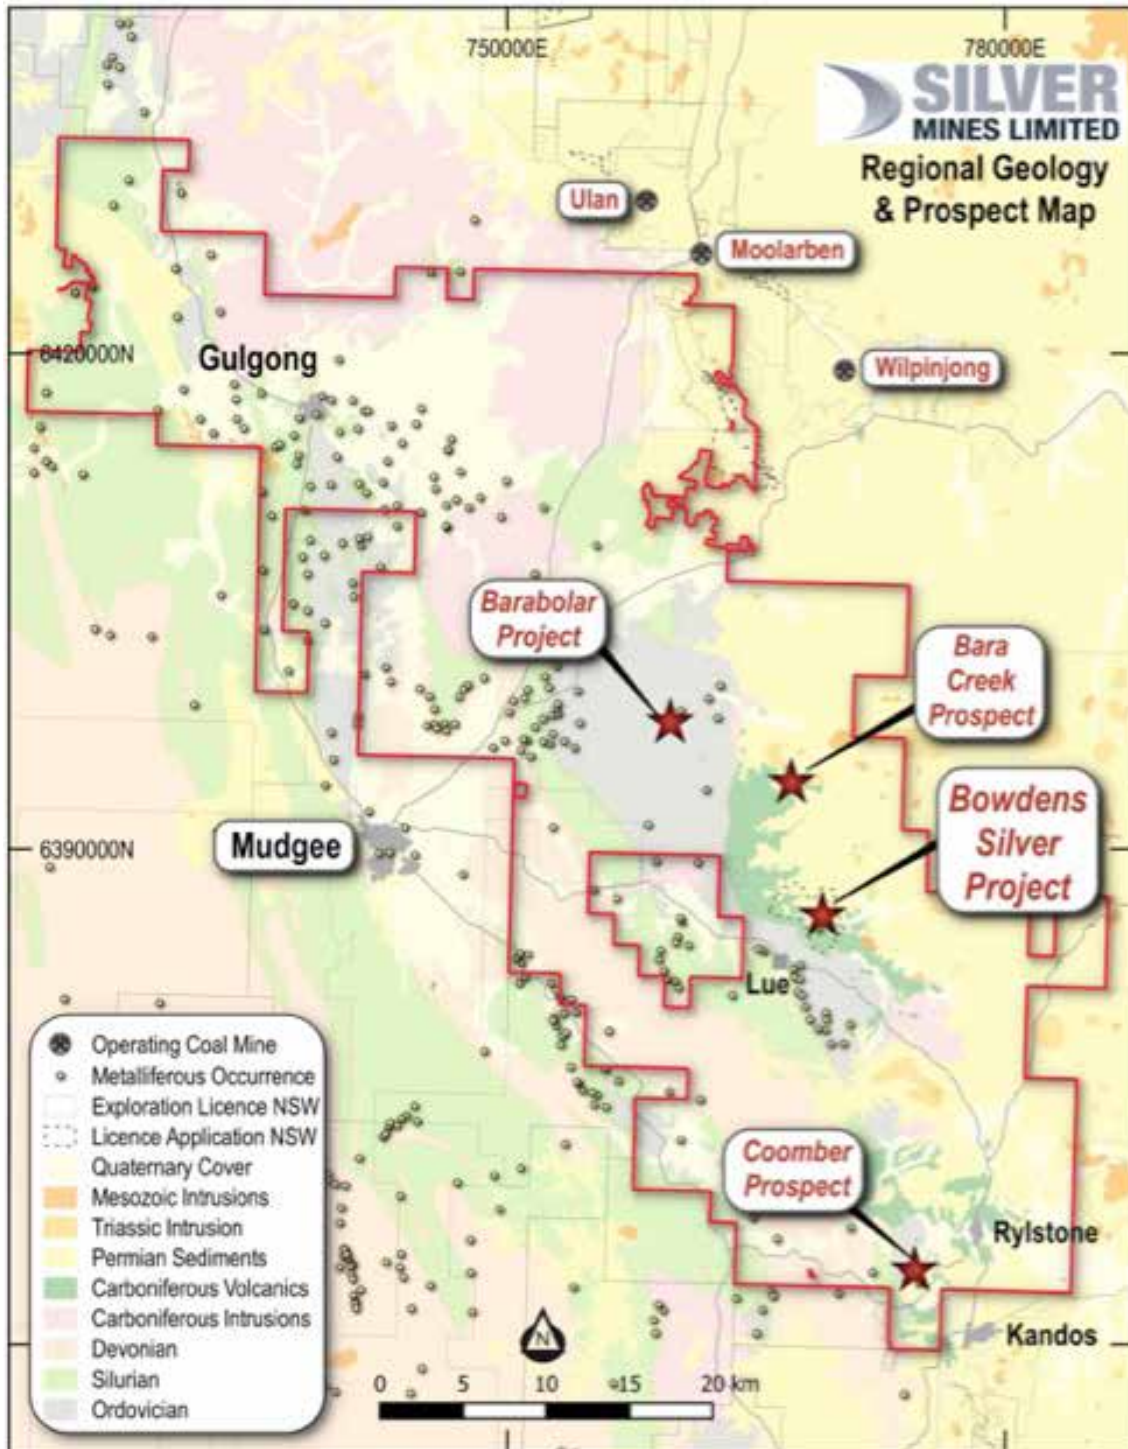 750000E
780000E
SILVER
MINES LIMITED
Regional Geology
& Prospect Map
Ulan
Moolarben
6420000N
Gulgong
Wilpinjong
Barabolar
Project
Bara
Creek
Prospect
Bowdens
Silver
Project
Mudgee
6390000N
Lue
Operating Coal Mine
Metalliferous Occurrence
Exploration Licence NSW
Licence Application NSW
Quaternary Cover
Mesozoic Intrusions
Triassic Intrusion
Permian Sediments
Carboniferous Volcanics
Carboniferous Intrusions
Devonian
Silurian
Ordovician
Coomber
Prospect
Rylstone
Kandos
N
0 5 10 15 20 km